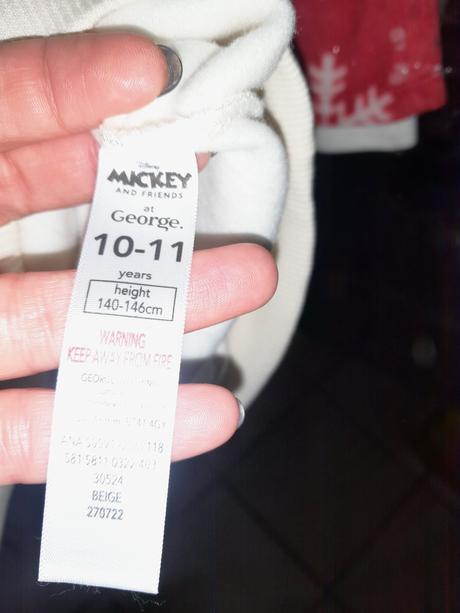 Disney
MICKEY
AND FRIENDS
at
George.
10-11
years
height
140-146cm
WARNING
KEEP AWAY FROM FIRE
30524
BEIGE
270722